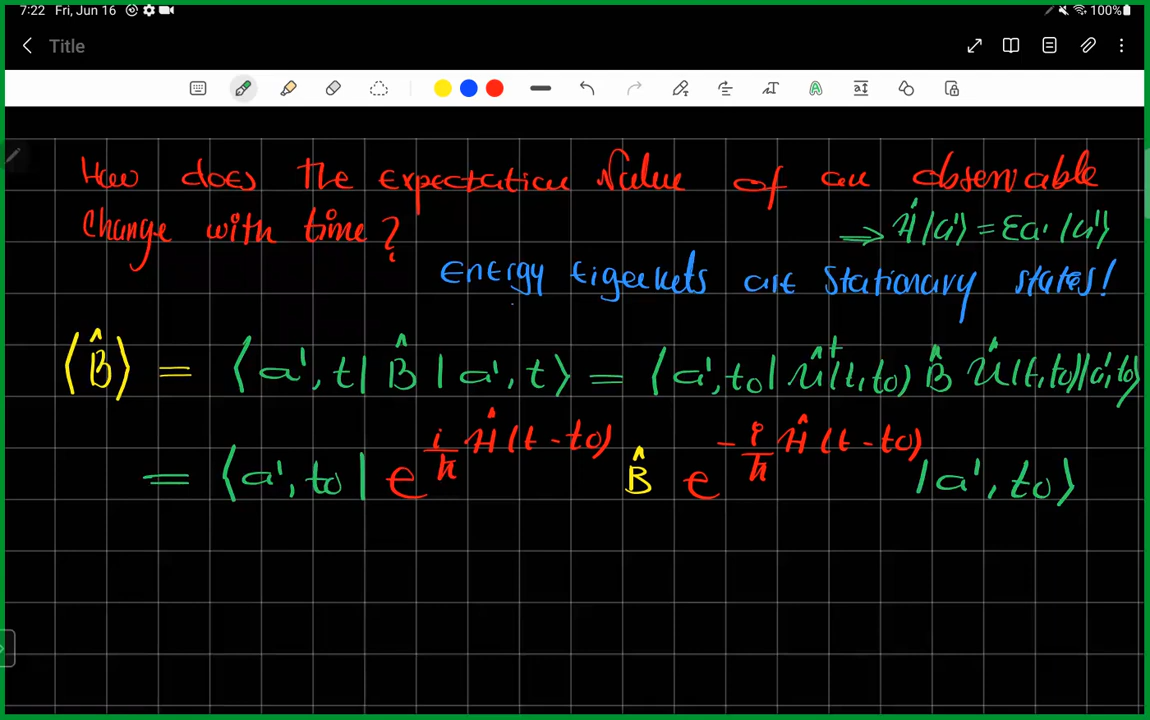 7:22 Fri, Jun 16 100%
Title
How does the expectation value of an observable
change with time?
⇒ Ĥ|a'⟩ = Ea' |a'⟩
Energy eigenkets are stationary states!
⟨B̂⟩ = ⟨a', t| B̂ |a', t⟩ = ⟨a', t0| Û†(t, t0) B̂ Û(t, t0)|a', t0⟩
= ⟨a', t0| e^{i/ħ Ĥ(t - t0)} B̂ e^{-i/ħ Ĥ(t - t0)} |a', t0⟩